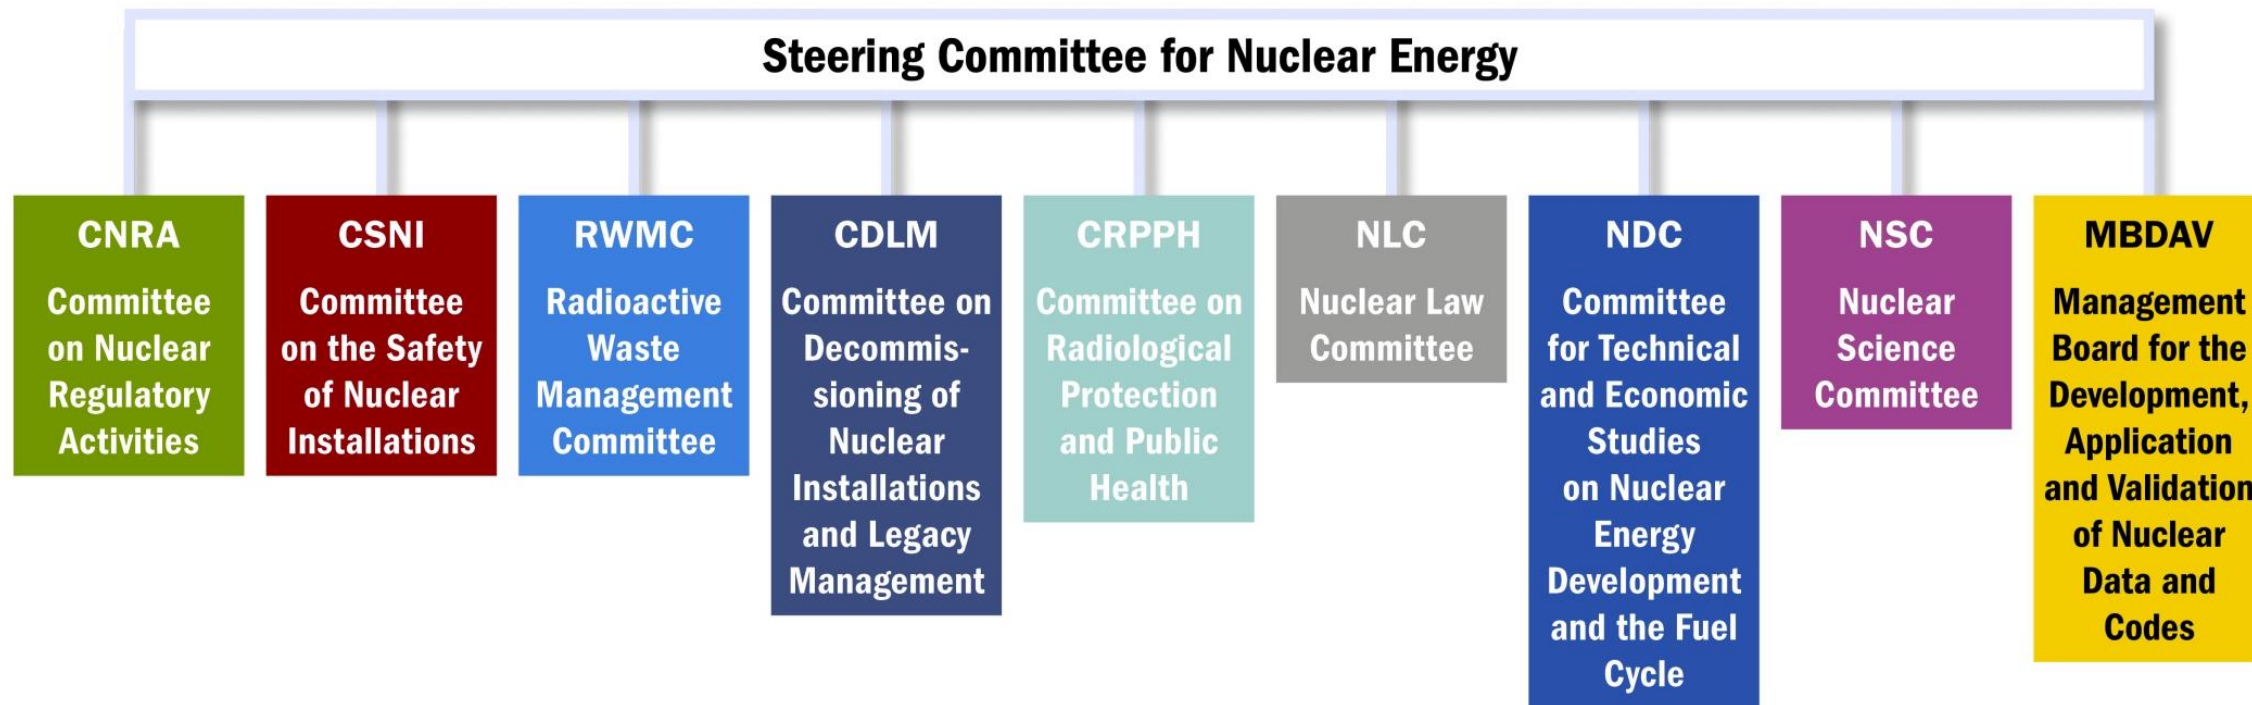 Steering Committee for Nuclear Energy
CNRA
Committee
on Nuclear
Regulatory
Activities
CSNI
Committee
on the Safety
of Nuclear
Installations
RWMC
Radioactive
Waste
Management
Committee
CDLM
Committee on
Decommis-
sioning of
Nuclear
Installations
and Legacy
Management
CRPPH
Committee on
Radiological
Protection
and Public
Health
NLC
Nuclear Law
Committee
NDC
Committee
for Technical
and Economic
Studies
on Nuclear
Energy
Development
and the Fuel
Cycle
NSC
Nuclear
Science
Committee
MBDAV
Management
Board for the
Development,
Application
and Validation
of Nuclear
Data and
Codes